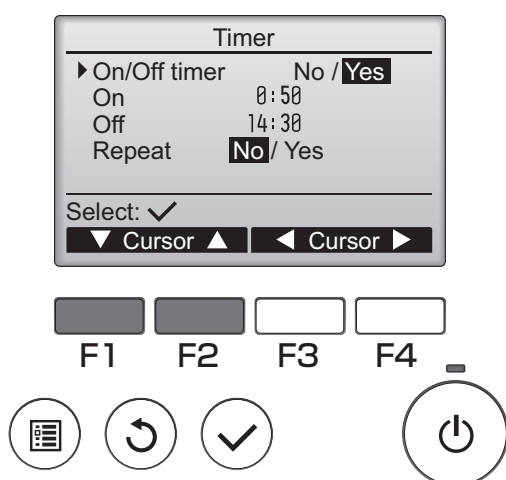 Timer
On/Off timer No / Yes
On 0:50
Off 14:30
Repeat No / Yes
Select:
Cursor Cursor
F1 F2 F3 F4